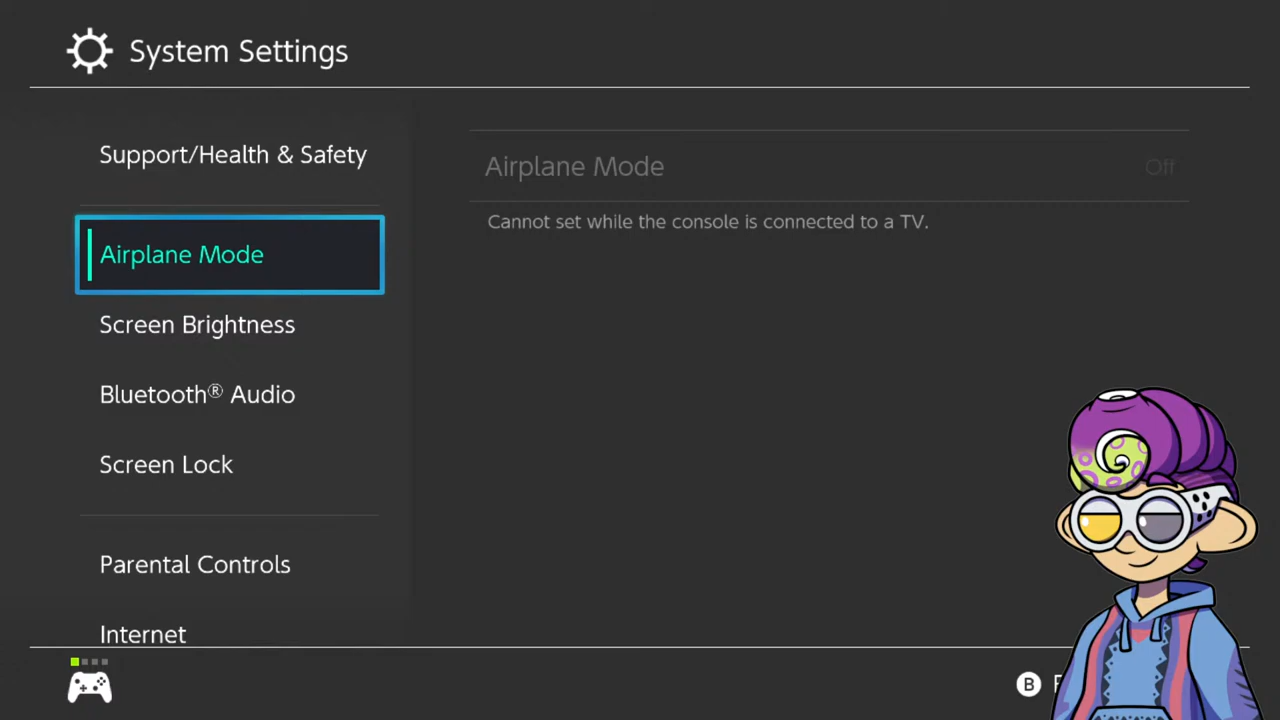 System Settings
Support/Health & Safety
Airplane Mode
Screen Brightness
Bluetooth® Audio
Screen Lock
Parental Controls
Internet
Airplane Mode Off
Cannot set while the console is connected to a TV.
B